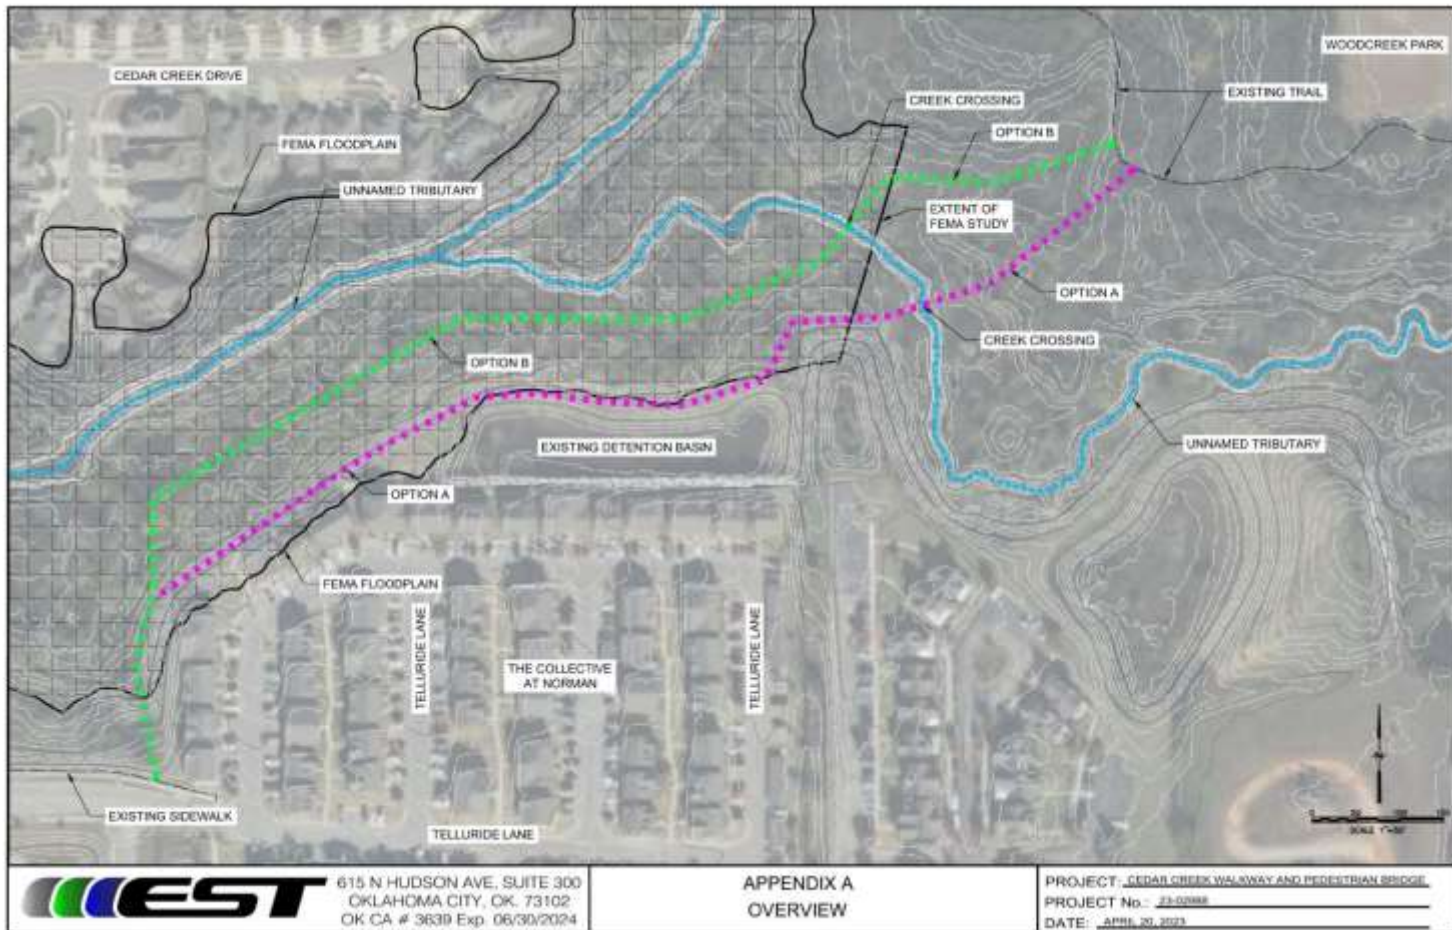 WOODCREEK PARK
CEDAR CREEK DRIVE
EXISTING TRAIL
CREEK CROSSING
OPTION B
FEMA FLOODPLAIN
UNNAMED TRIBUTARY
EXTENT OF
FEMA STUDY
OPTION A
CREEK CROSSING
OPTION B
EXISTING DETENTION BASIN
UNNAMED TRIBUTARY
OPTION A
FEMA FLOODPLAIN
TELLURIDE LANE
THE COLLECTIVE
AT NORMAN
TELLURIDE LANE
EXISTING SIDEWALK
TELLURIDE LANE
EST
615 N HUDSON AVE, SUITE 300
OKLAHOMA CITY, OK. 73102
OK CA # 3639 Exp. 06/30/2024
APPENDIX A
OVERVIEW
PROJECT: CEDAR CREEK WALKWAY AND PEDESTRIAN BRIDGE
PROJECT No.:
DATE: APRIL 20, 2023